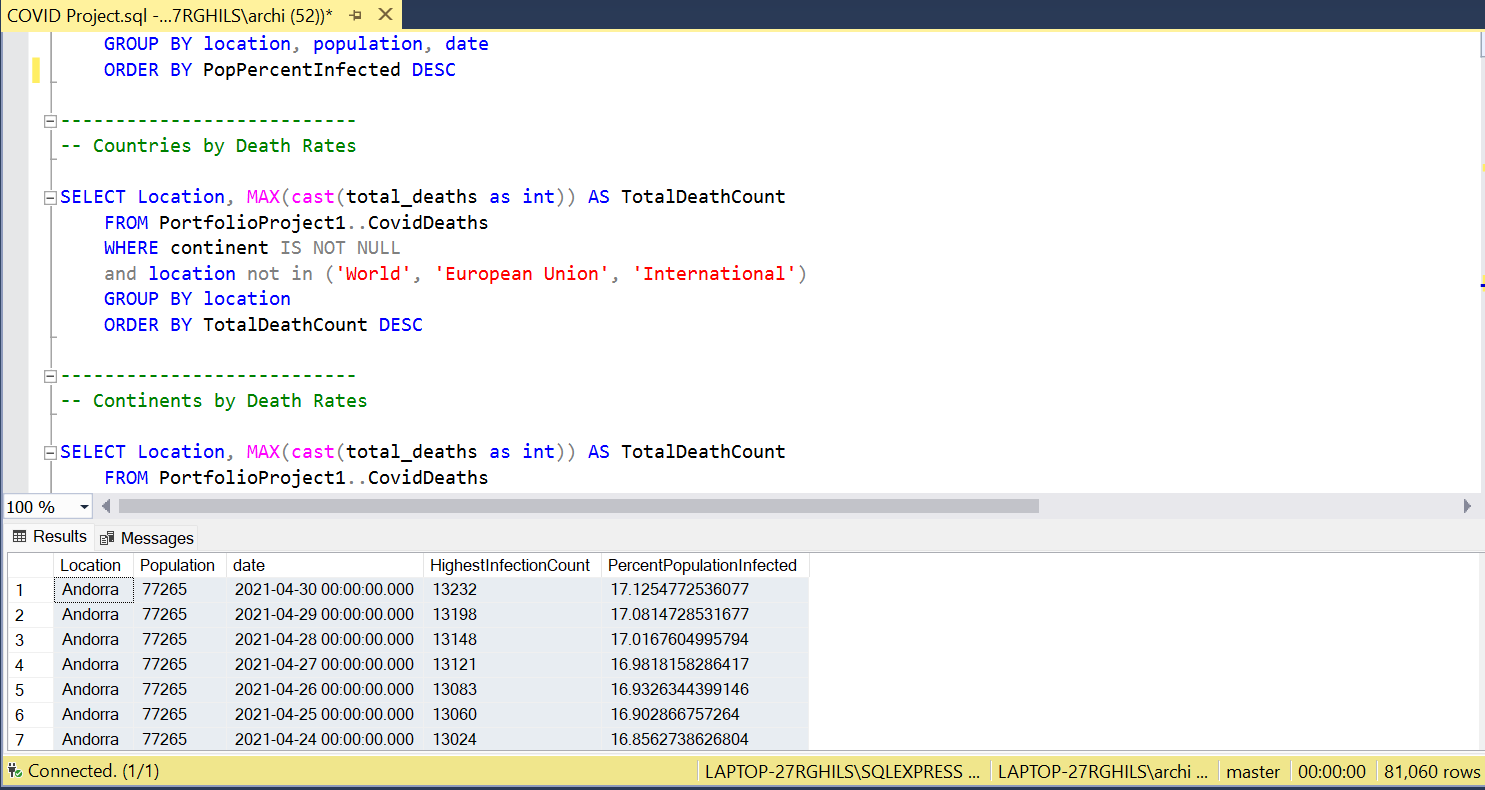 COVID Project.sql -...7RGHILS\archi (52))*
GROUP BY location, population, date
ORDER BY PopPercentInfected DESC
---------------------------
-- Countries by Death Rates
SELECT Location, MAX(cast(total_deaths as int)) AS TotalDeathCount
FROM PortfolioProject1..CovidDeaths
WHERE continent IS NOT NULL
and location not in ('World', 'European Union', 'International')
GROUP BY location
ORDER BY TotalDeathCount DESC
---------------------------
-- Continents by Death Rates
SELECT Location, MAX(cast(total_deaths as int)) AS TotalDeathCount
FROM PortfolioProject1..CovidDeaths
100 %
Results Messages
Location Population date HighestInfectionCount PercentPopulationInfected
1 Andorra 77265 2021-04-30 00:00:00.000 13232 17.1254772536077
2 Andorra 77265 2021-04-29 00:00:00.000 13198 17.0814728531677
3 Andorra 77265 2021-04-28 00:00:00.000 13148 17.0167604995794
4 Andorra 77265 2021-04-27 00:00:00.000 13121 16.9818158286417
5 Andorra 77265 2021-04-26 00:00:00.000 13083 16.9326344399146
6 Andorra 77265 2021-04-25 00:00:00.000 13060 16.902866757264
7 Andorra 77265 2021-04-24 00:00:00.000 13024 16.8562738626804
Connected. (1/1) LAPTOP-27RGHILS\SQLEXPRESS ... LAPTOP-27RGHILS\archi ... master 00:00:00 81,060 rows